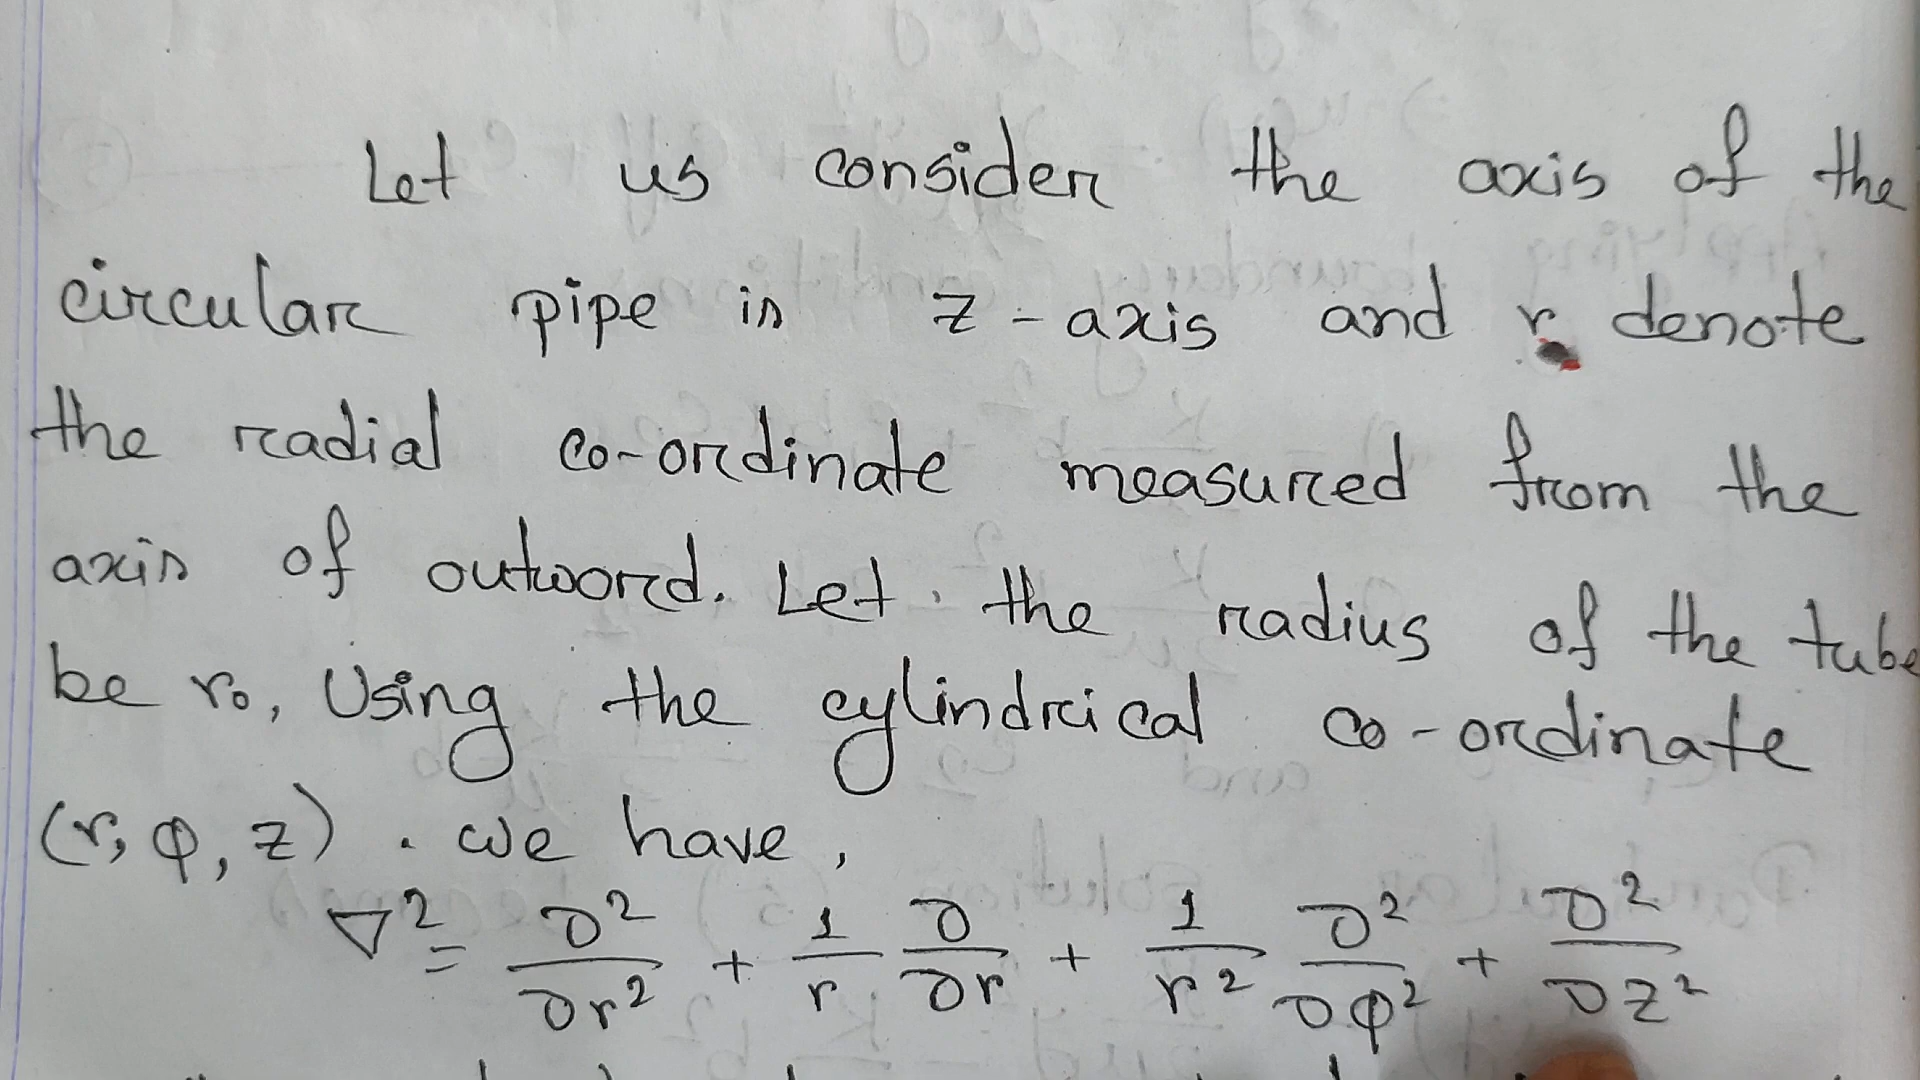 Let us consider the axis of the
circular pipe is z-axis and r denote
the radial co-ordinate measured from the
axis of outword. Let the radius of the tube
be r₀, Using the cylindrical co-ordinate
(r, φ, z). we have,
∇² = ∂²/∂r² + 1/r ∂/∂r + 1/r² ∂²/∂φ² + ∂²/∂z²